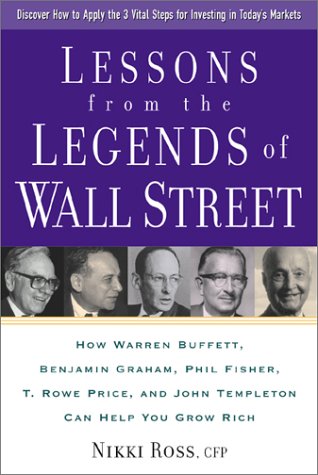 Discover How to Apply the 3 Vital Steps for Investing in Today's Markets
LESSONS
from the
LEGENDS of
WALL STREET
HOW WARREN BUFFETT,
BENJAMIN GRAHAM, PHIL FISHER,
T. ROWE PRICE, AND JOHN TEMPLETON
CAN HELP YOU GROW RICH
NIKKI ROSS, CFP